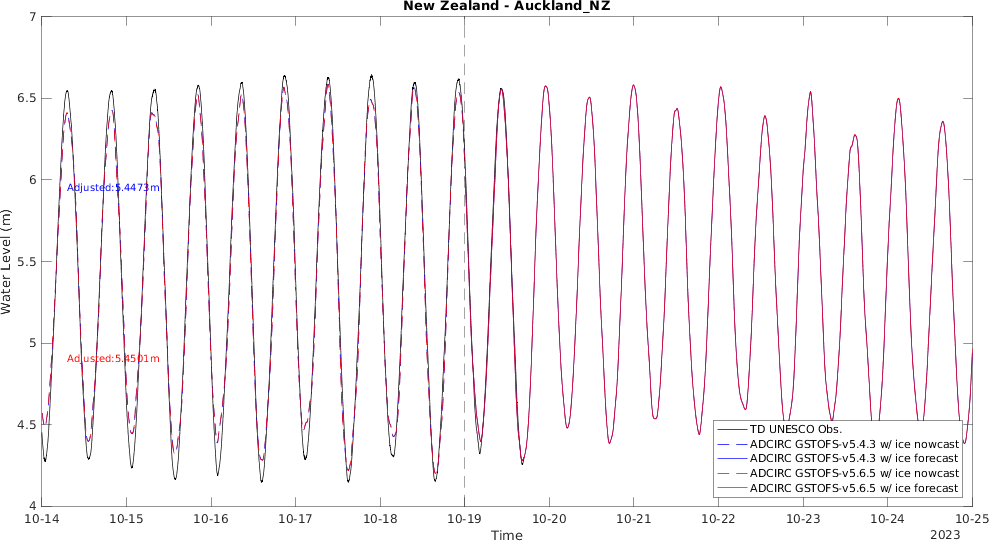 New Zealand - Auckland_NZ
7
6.5
6
5.5
5
4.5
4
Water Level (m)
Adjusted:5.4473m
Adjusted:5.4501m
TD UNESCO Obs.
ADCIRC GSTOFS-v5.4.3 w/ ice nowcast
ADCIRC GSTOFS-v5.4.3 w/ ice forecast
ADCIRC GSTOFS-v5.6.5 w/ ice nowcast
ADCIRC GSTOFS-v5.6.5 w/ ice forecast
10-14 10-15 10-16 10-17 10-18 10-19 10-20 10-21 10-22 10-23 10-24 10-25
Time
2023